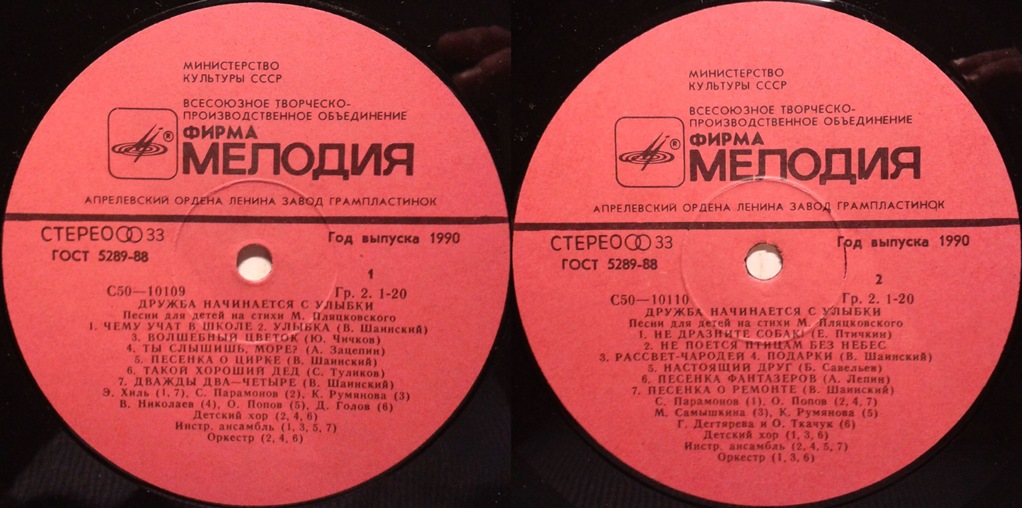 МИНИСТЕРСТВО
КУЛЬТУРЫ СССР
ВСЕСОЮЗНОЕ ТВОРЧЕСКО-
ПРОИЗВОДСТВЕННОЕ ОБЪЕДИНЕНИЕ
ФИРМА
®
МЕЛОДИЯ
АПРЕЛЕВСКИЙ ОРДЕНА ЛЕНИНА ЗАВОД ГРАМПЛАСТИНОК
СТЕРЕО 33
Год выпуска 1990
ГОСТ 5289-88
1
С50—10109
Гр. 2. 1-20
ДРУЖБА НАЧИНАЕТСЯ С УЛЫБКИ
Песни для детей на стихи М. Пляцковского
1. ЧЕМУ УЧАТ В ШКОЛЕ 2. УЛЫБКА (В. Шаинский)
3. ВОЛШЕБНЫЙ ЦВЕТОК (Ю. Чичков)
4. ТЫ СЛЫШИШЬ, МОРЕ? (А. Зацепин)
5. ПЕСЕНКА О ЦИРКЕ (В. Шаинский)
6. ТАКОЙ ХОРОШИЙ ДЕД (С. Туликов)
7. ДВАЖДЫ ДВА—ЧЕТЫРЕ (В. Шаинский)
Э. Хиль (1, 7), С. Парамонов (2), К. Румянова (3)
В. Николаев (4), О. Попов (5), Д. Голов (6)
Детский хор (2, 4, 6)
Инстр. ансамбль (1, 3, 5, 7)
Оркестр (2, 4, 6)
МИНИСТЕРСТВО
КУЛЬТУРЫ СССР
ВСЕСОЮЗНОЕ ТВОРЧЕСКО-
ПРОИЗВОДСТВЕННОЕ ОБЪЕДИНЕНИЕ
ФИРМА
®
МЕЛОДИЯ
АПРЕЛЕВСКИЙ ОРДЕНА ЛЕНИНА ЗАВОД ГРАМПЛАСТИНОК
СТЕРЕО 33
Год выпуска 1990
ГОСТ 5289-88
2
С50—10110
Гр. 2. 1-20
ДРУЖБА НАЧИНАЕТСЯ С УЛЫБКИ
Песни для детей на стихи М. Пляцковского
1. НЕ ДРАЗНИТЕ СОБАК! (Е. Птичкин)
2. НЕ ПОЕТСЯ ПТИЦАМ БЕЗ НЕБЕС
3. РАССВЕТ-ЧАРОДЕЙ 4. ПОДАРКИ (В. Шаинский)
5. НАСТОЯЩИЙ ДРУГ (Б. Савельев)
6. ПЕСЕНКА ФАНТАЗЕРОВ (А. Лепин)
7. ПЕСЕНКА О РЕМОНТЕ (В. Шаинский)
С. Парамонов (1), О. Попов (2, 4, 7)
М. Самышкина (3), К. Румянова (5)
Г. Дегтярева и О. Ткачук (6)
Детский хор (1, 3, 6)
Инстр. ансамбль (2, 4, 5, 7)
Оркестр (1, 3, 6)